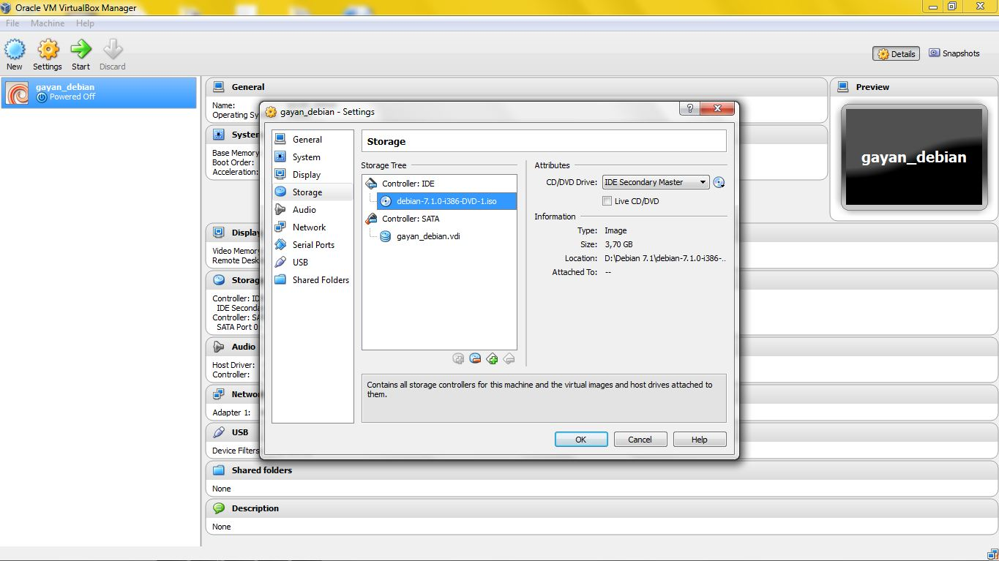 Oracle VM VirtualBox Manager
File Machine Help
New Settings Start Discard
Details Snapshots
gayan_debian
Powered Off
General
Name:
Operating Sy
System
Base Memory
Boot Order:
Acceleration:
Display
Video Memory
Remote Desk
Storage
Controller: ID
IDE Seconda
Controller: SA
SATA Port 0
Audio
Host Driver:
Controller:
Network
Adapter 1:
USB
Device Filters
Shared folders
None
Description
None
Preview
gayan_debian
gayan_debian - Settings
General
System
Display
Storage
Audio
Network
Serial Ports
USB
Shared Folders
Storage
Storage Tree
Controller: IDE
debian-7.1.0-i386-DVD-1.iso
Controller: SATA
gayan_debian.vdi
Attributes
CD/DVD Drive: IDE Secondary Master
Live CD/DVD
Information
Type: Image
Size: 3,70 GB
Location: D:\Debian 7.1\debian-7.1.0-i386-..
Attached To: --
Contains all storage controllers for this machine and the virtual images and host drives attached to
them.
OK Cancel Help